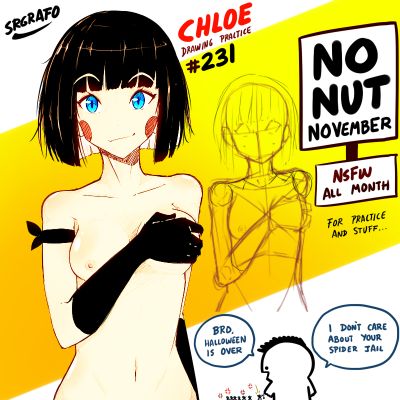 SRGRAFO
CHLOE
DRAWING PRACTICE
#231
NO
NUT
NOVEMBER
NSFW
ALL MONTH
FOR PRACTICE
AND STUFF...
BRO,
HALLOWEEN
IS OVER
I DON'T CARE
ABOUT YOUR
SPIDER JAIL